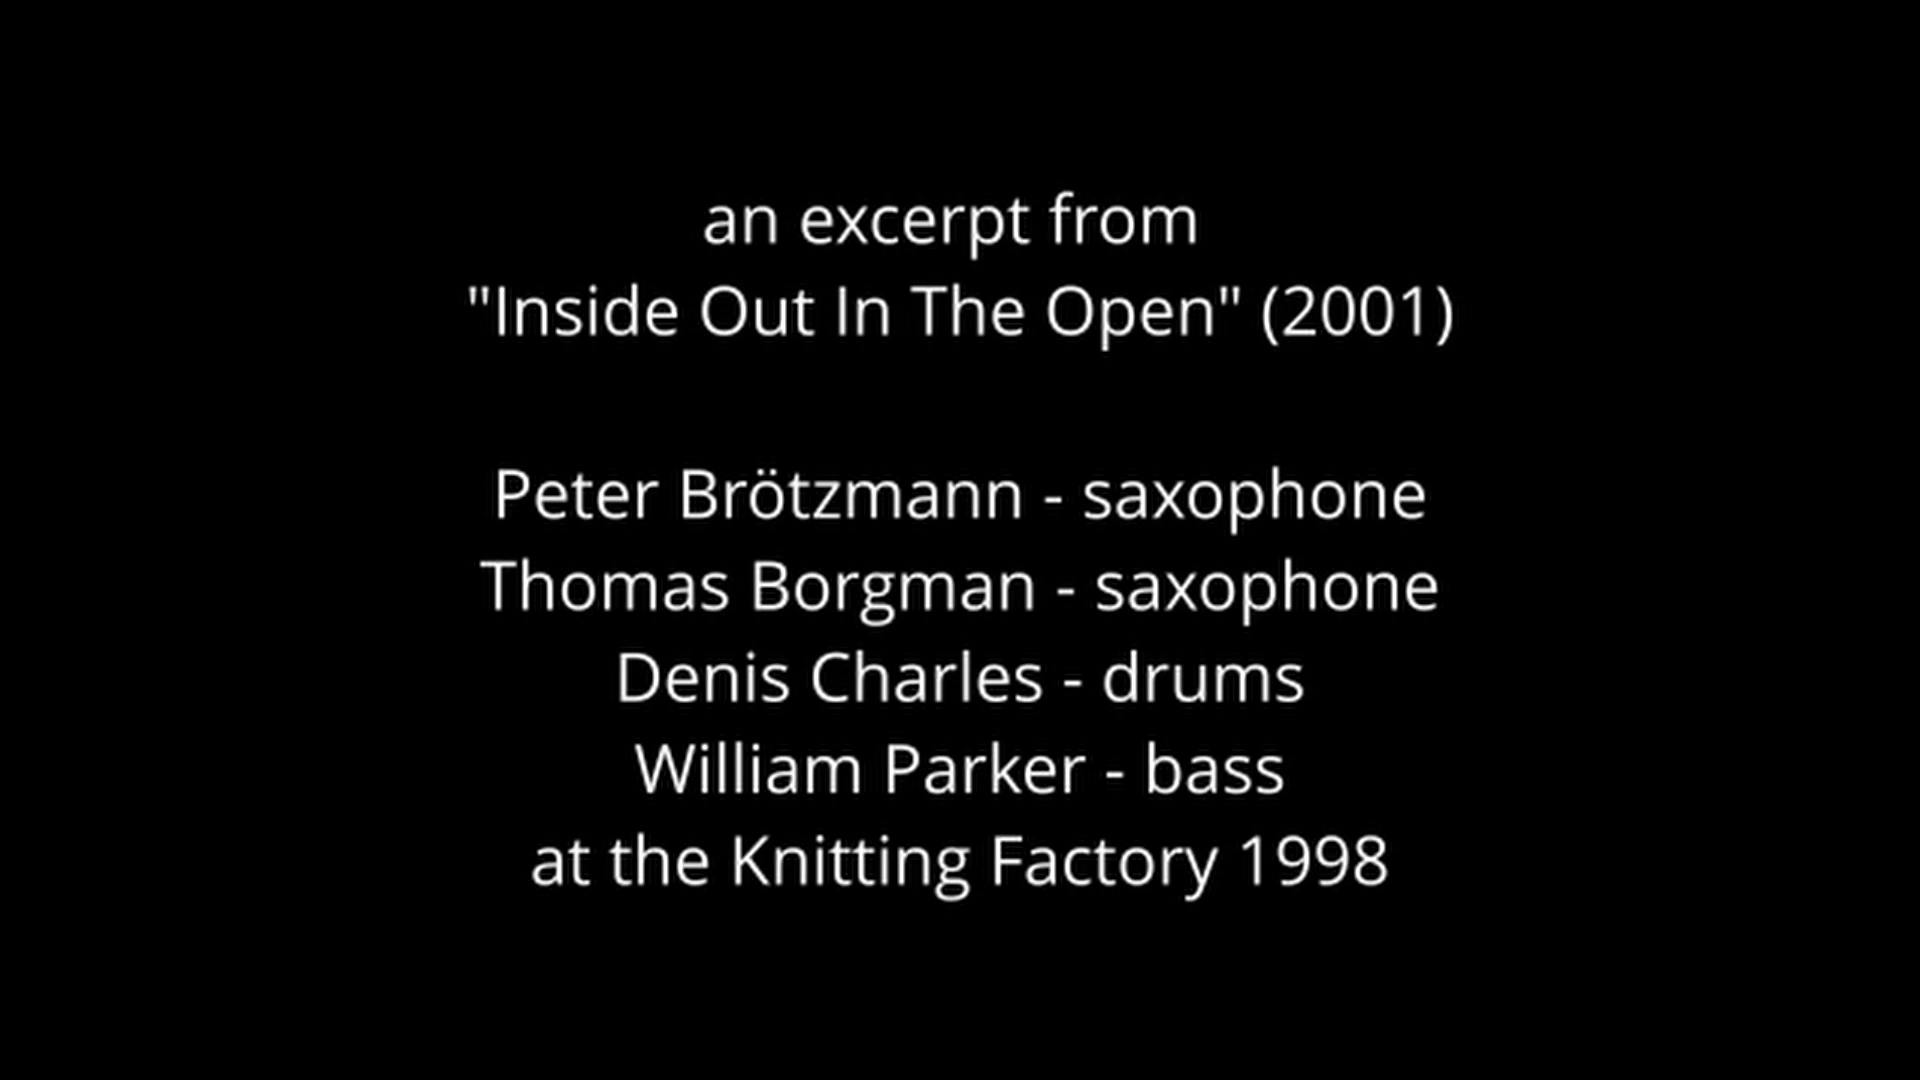 an excerpt from
"Inside Out In The Open" (2001)
Peter Brötzmann - saxophone
Thomas Borgman - saxophone
Denis Charles - drums
William Parker - bass
at the Knitting Factory 1998